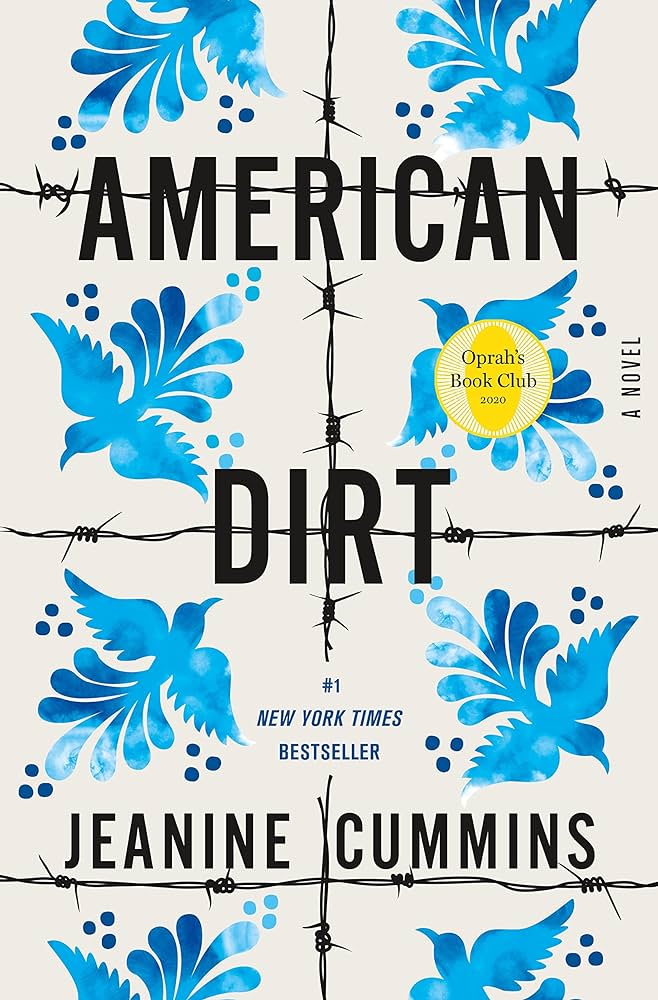 AMERICAN
Oprah's
Book Club
2020
A NOVEL
DIRT
#1
NEW YORK TIMES
BESTSELLER
JEANINE CUMMINS